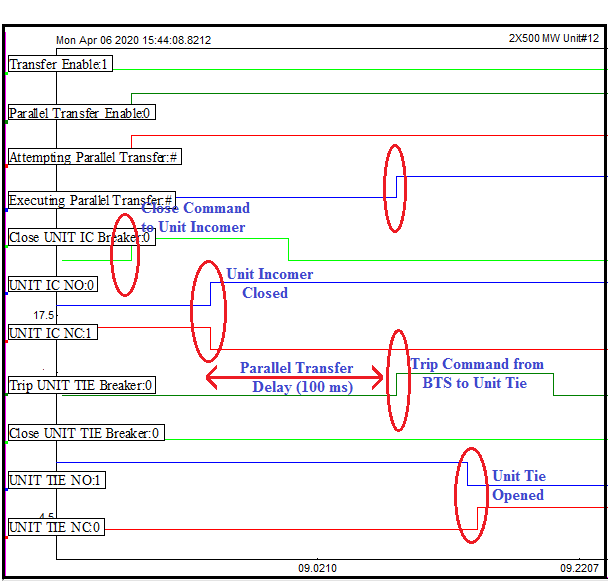 Mon Apr 06 2020 15:44:08.8212
2X500 MW Unit#12
Transfer Enable:1
Parallel Transfer Enable:0
Attempting Parallel Transfer:#
Executing Parallel Transfer:#
Close Command
to Unit Incomer
Close UNIT IC Breaker:0
Unit Incomer
Closed
UNIT IC NO:0
17.5
UNIT IC NC:1
Parallel Transfer
Delay (100 ms)
Trip Command from
BTS to Unit Tie
Trip UNIT TIE Breaker:0
Close UNIT TIE Breaker:0
UNIT TIE NO:1
Unit Tie
Opened
4.5
UNIT TIE NC:0
09.0210
09.2207